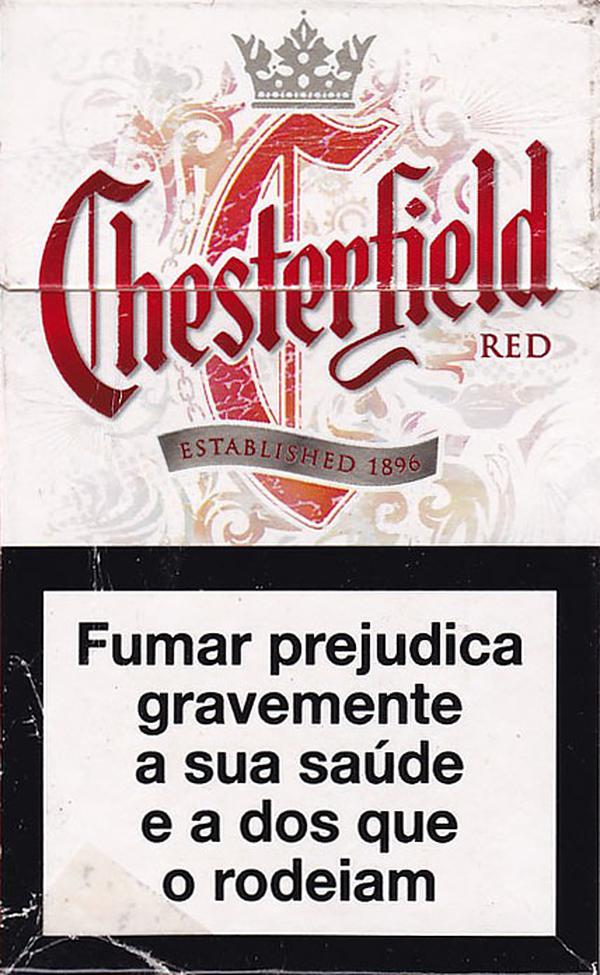 Chesterfield
RED
ESTABLISHED 1896
Fumar prejudica
gravemente
a sua saúde
e a dos que
o rodeiam